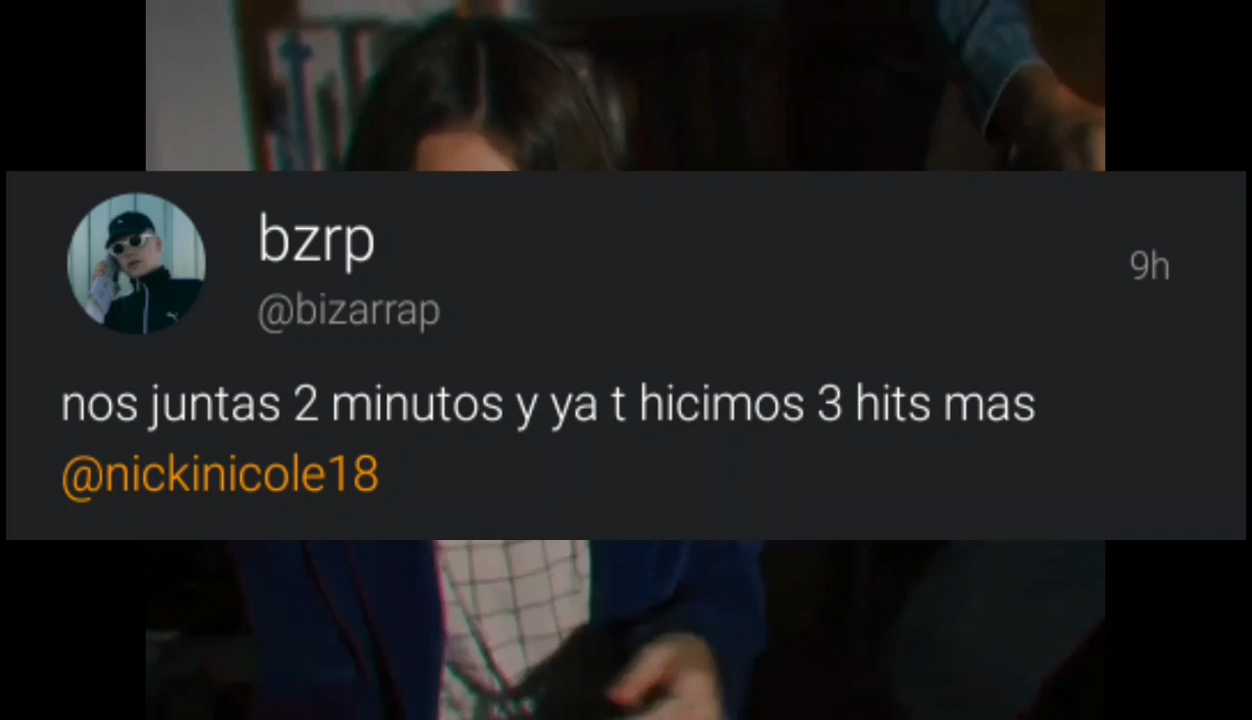 bzrp
9h
@bizarrap
nos juntas 2 minutos y ya t hicimos 3 hits mas
@nickinicole18